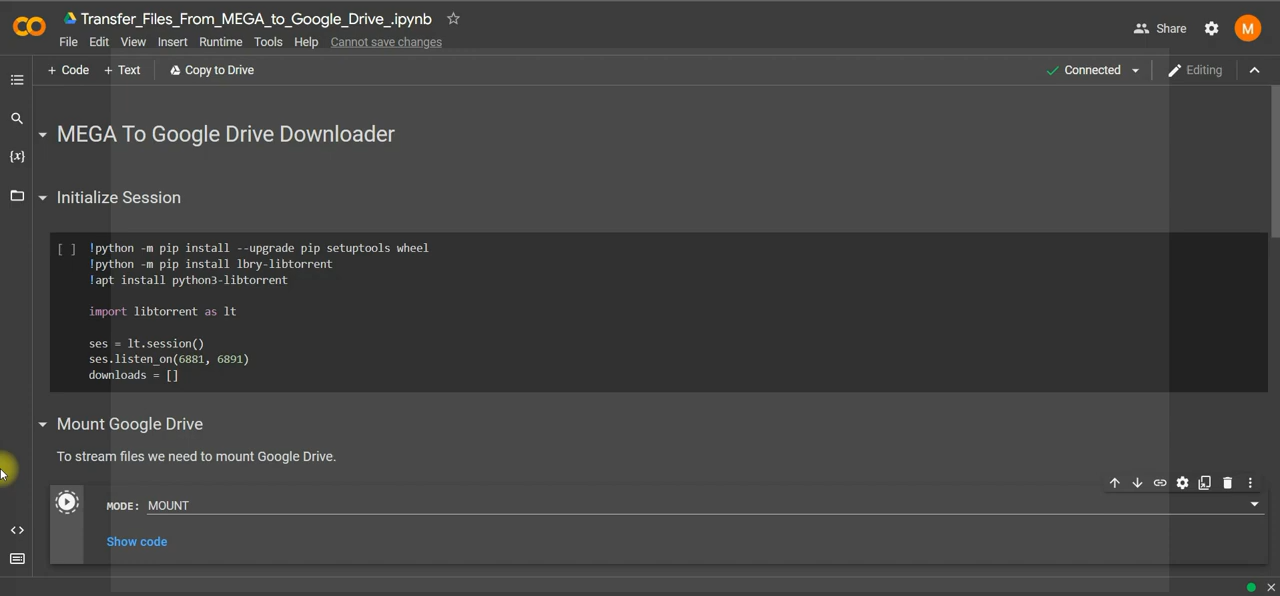 Transfer_Files_From_MEGA_to_Google_Drive_.ipynb
Share
M
File Edit View Insert Runtime Tools Help Cannot save changes
+ Code + Text Copy to Drive
Connected
Editing
MEGA To Google Drive Downloader
{x}
Initialize Session
[ ] !python -m pip install --upgrade pip setuptools wheel
!python -m pip install lbry-libtorrent
!apt install python3-libtorrent
import libtorrent as lt
ses = lt.session()
ses.listen_on(6881, 6891)
downloads = []
Mount Google Drive
To stream files we need to mount Google Drive.
MODE: MOUNT
Show code